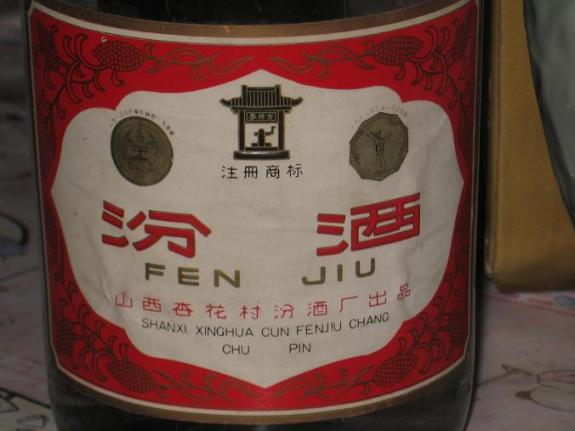 注册商标
汾酒
FEN JIU
山西杏花村汾酒厂出品
SHANXI XINGHUA CUN FENJIU CHANG
CHU PIN